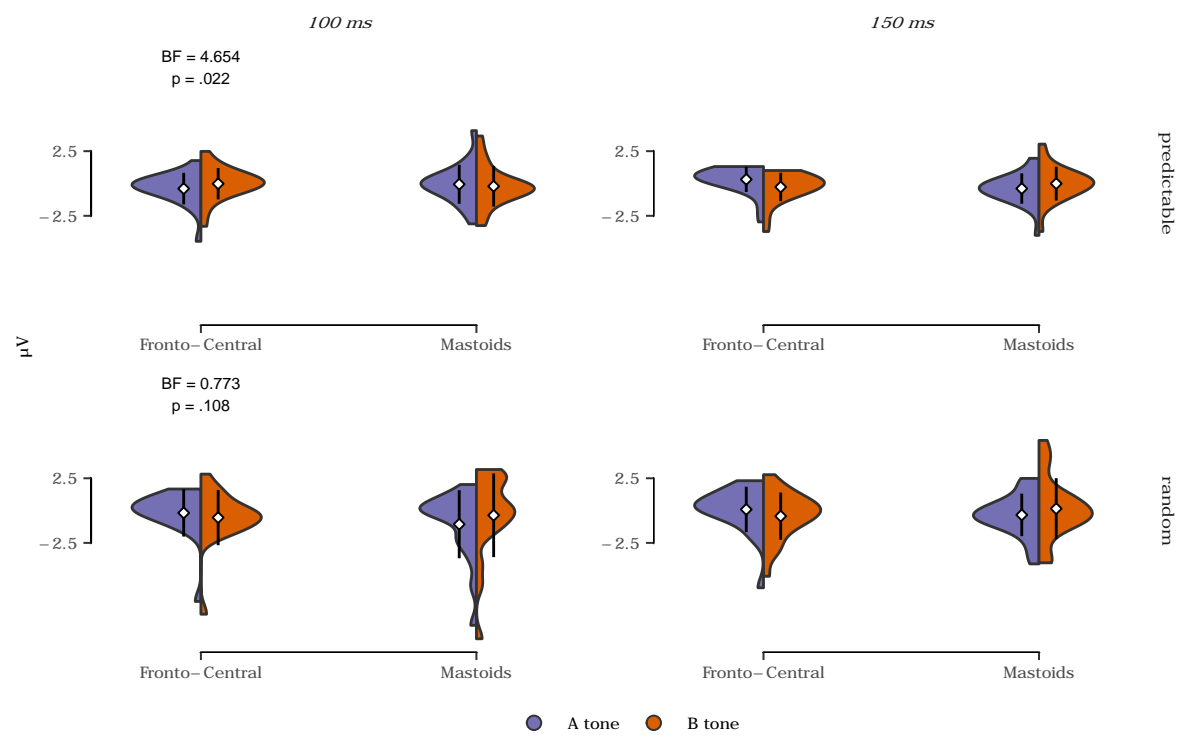 100 ms
150 ms
BF = 4.654
p = .022
2.5
−2.5
2.5
−2.5
predictable
Fronto−Central
Mastoids
Fronto−Central
Mastoids
μV
BF = 0.773
p = .108
2.5
−2.5
2.5
−2.5
random
Fronto−Central
Mastoids
Fronto−Central
Mastoids
A tone
B tone